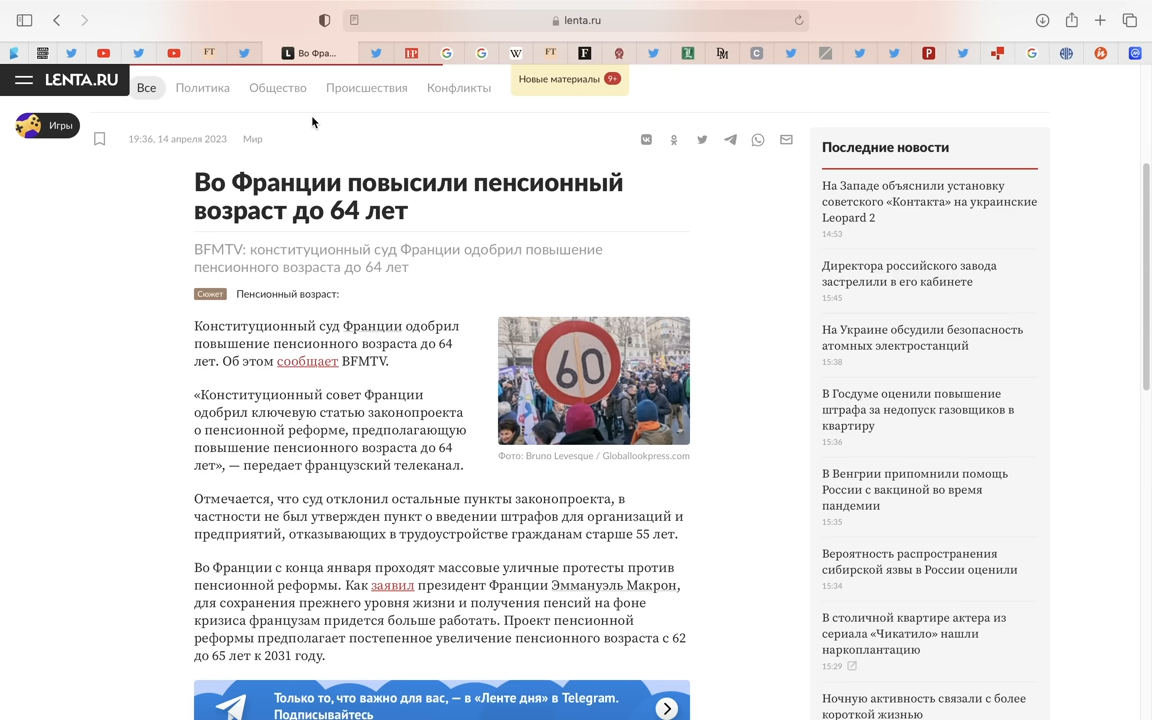 lenta.ru
FT
L Во Фра...
W
FT
F
DM
C
P
LENTA.RU
Все Политика Общество Происшествия Конфликты
Новые материалы 9+
Игры
19:36, 14 апреля 2023 Мир
Во Франции повысили пенсионный
возраст до 64 лет
BFMTV: конституционный суд Франции одобрил повышение
пенсионного возраста до 64 лет
Сюжет Пенсионный возраст:
Конституционный суд Франции одобрил
повышение пенсионного возраста до 64
лет. Об этом сообщает BFMTV.
60
Фото: Bruno Levesque / Globallookpress.com
«Конституционный совет Франции
одобрил ключевую статью законопроекта
о пенсионной реформе, предполагающую
повышение пенсионного возраста до 64
лет», — передает французский телеканал.
Отмечается, что суд отклонил остальные пункты законопроекта, в
частности не был утвержден пункт о введении штрафов для организаций и
предприятий, отказывающих в трудоустройстве гражданам старше 55 лет.
Во Франции с конца января проходят массовые уличные протесты против
пенсионной реформы. Как заявил президент Франции Эммануэль Макрон,
для сохранения прежнего уровня жизни и получения пенсий на фоне
кризиса французам придется больше работать. Проект пенсионной
реформы предполагает постепенное увеличение пенсионного возраста с 62
до 65 лет к 2031 году.
Только то, что важно для вас, — в «Ленте дня» в Telegram.
Подписывайтесь
Последние новости
На Западе объяснили установку
советского «Контакта» на украинские
Leopard 2
14:53
Директора российского завода
застрелили в его кабинете
15:45
На Украине обсудили безопасность
атомных электростанций
15:38
В Госдуме оценили повышение
штрафа за недопуск газовщиков в
квартиру
15:36
В Венгрии припомнили помощь
России с вакциной во время
пандемии
15:35
Вероятность распространения
сибирской язвы в России оценили
15:34
В столичной квартире актера из
сериала «Чикатило» нашли
наркоплантацию
15:29
Ночную активность связали с более
короткой жизнью